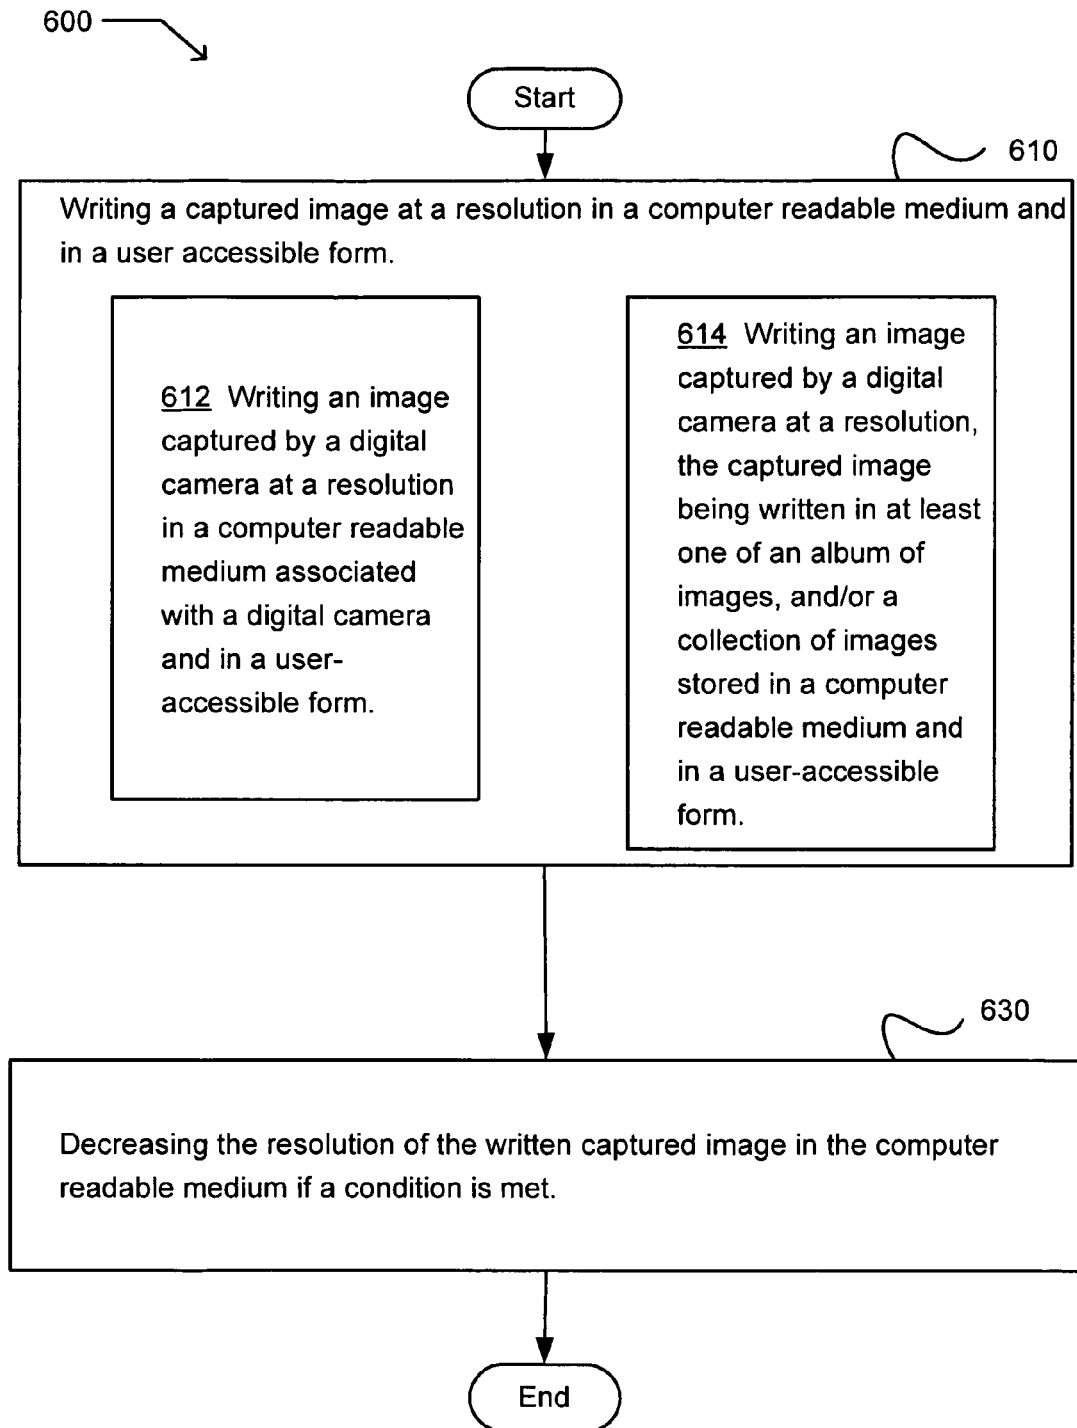 600
Start
610
Writing a captured image at a resolution in a computer readable medium and
in a user accessible form.
612 Writing an image
captured by a digital
camera at a resolution
in a computer readable
medium associated
with a digital camera
and in a user-
accessible form.
614 Writing an image
captured by a digital
camera at a resolution,
the captured image
being written in at least
one of an album of
images, and/or a
collection of images
stored in a computer
readable medium and
in a user-accessible
form.
630
Decreasing the resolution of the written captured image in the computer
readable medium if a condition is met.
End